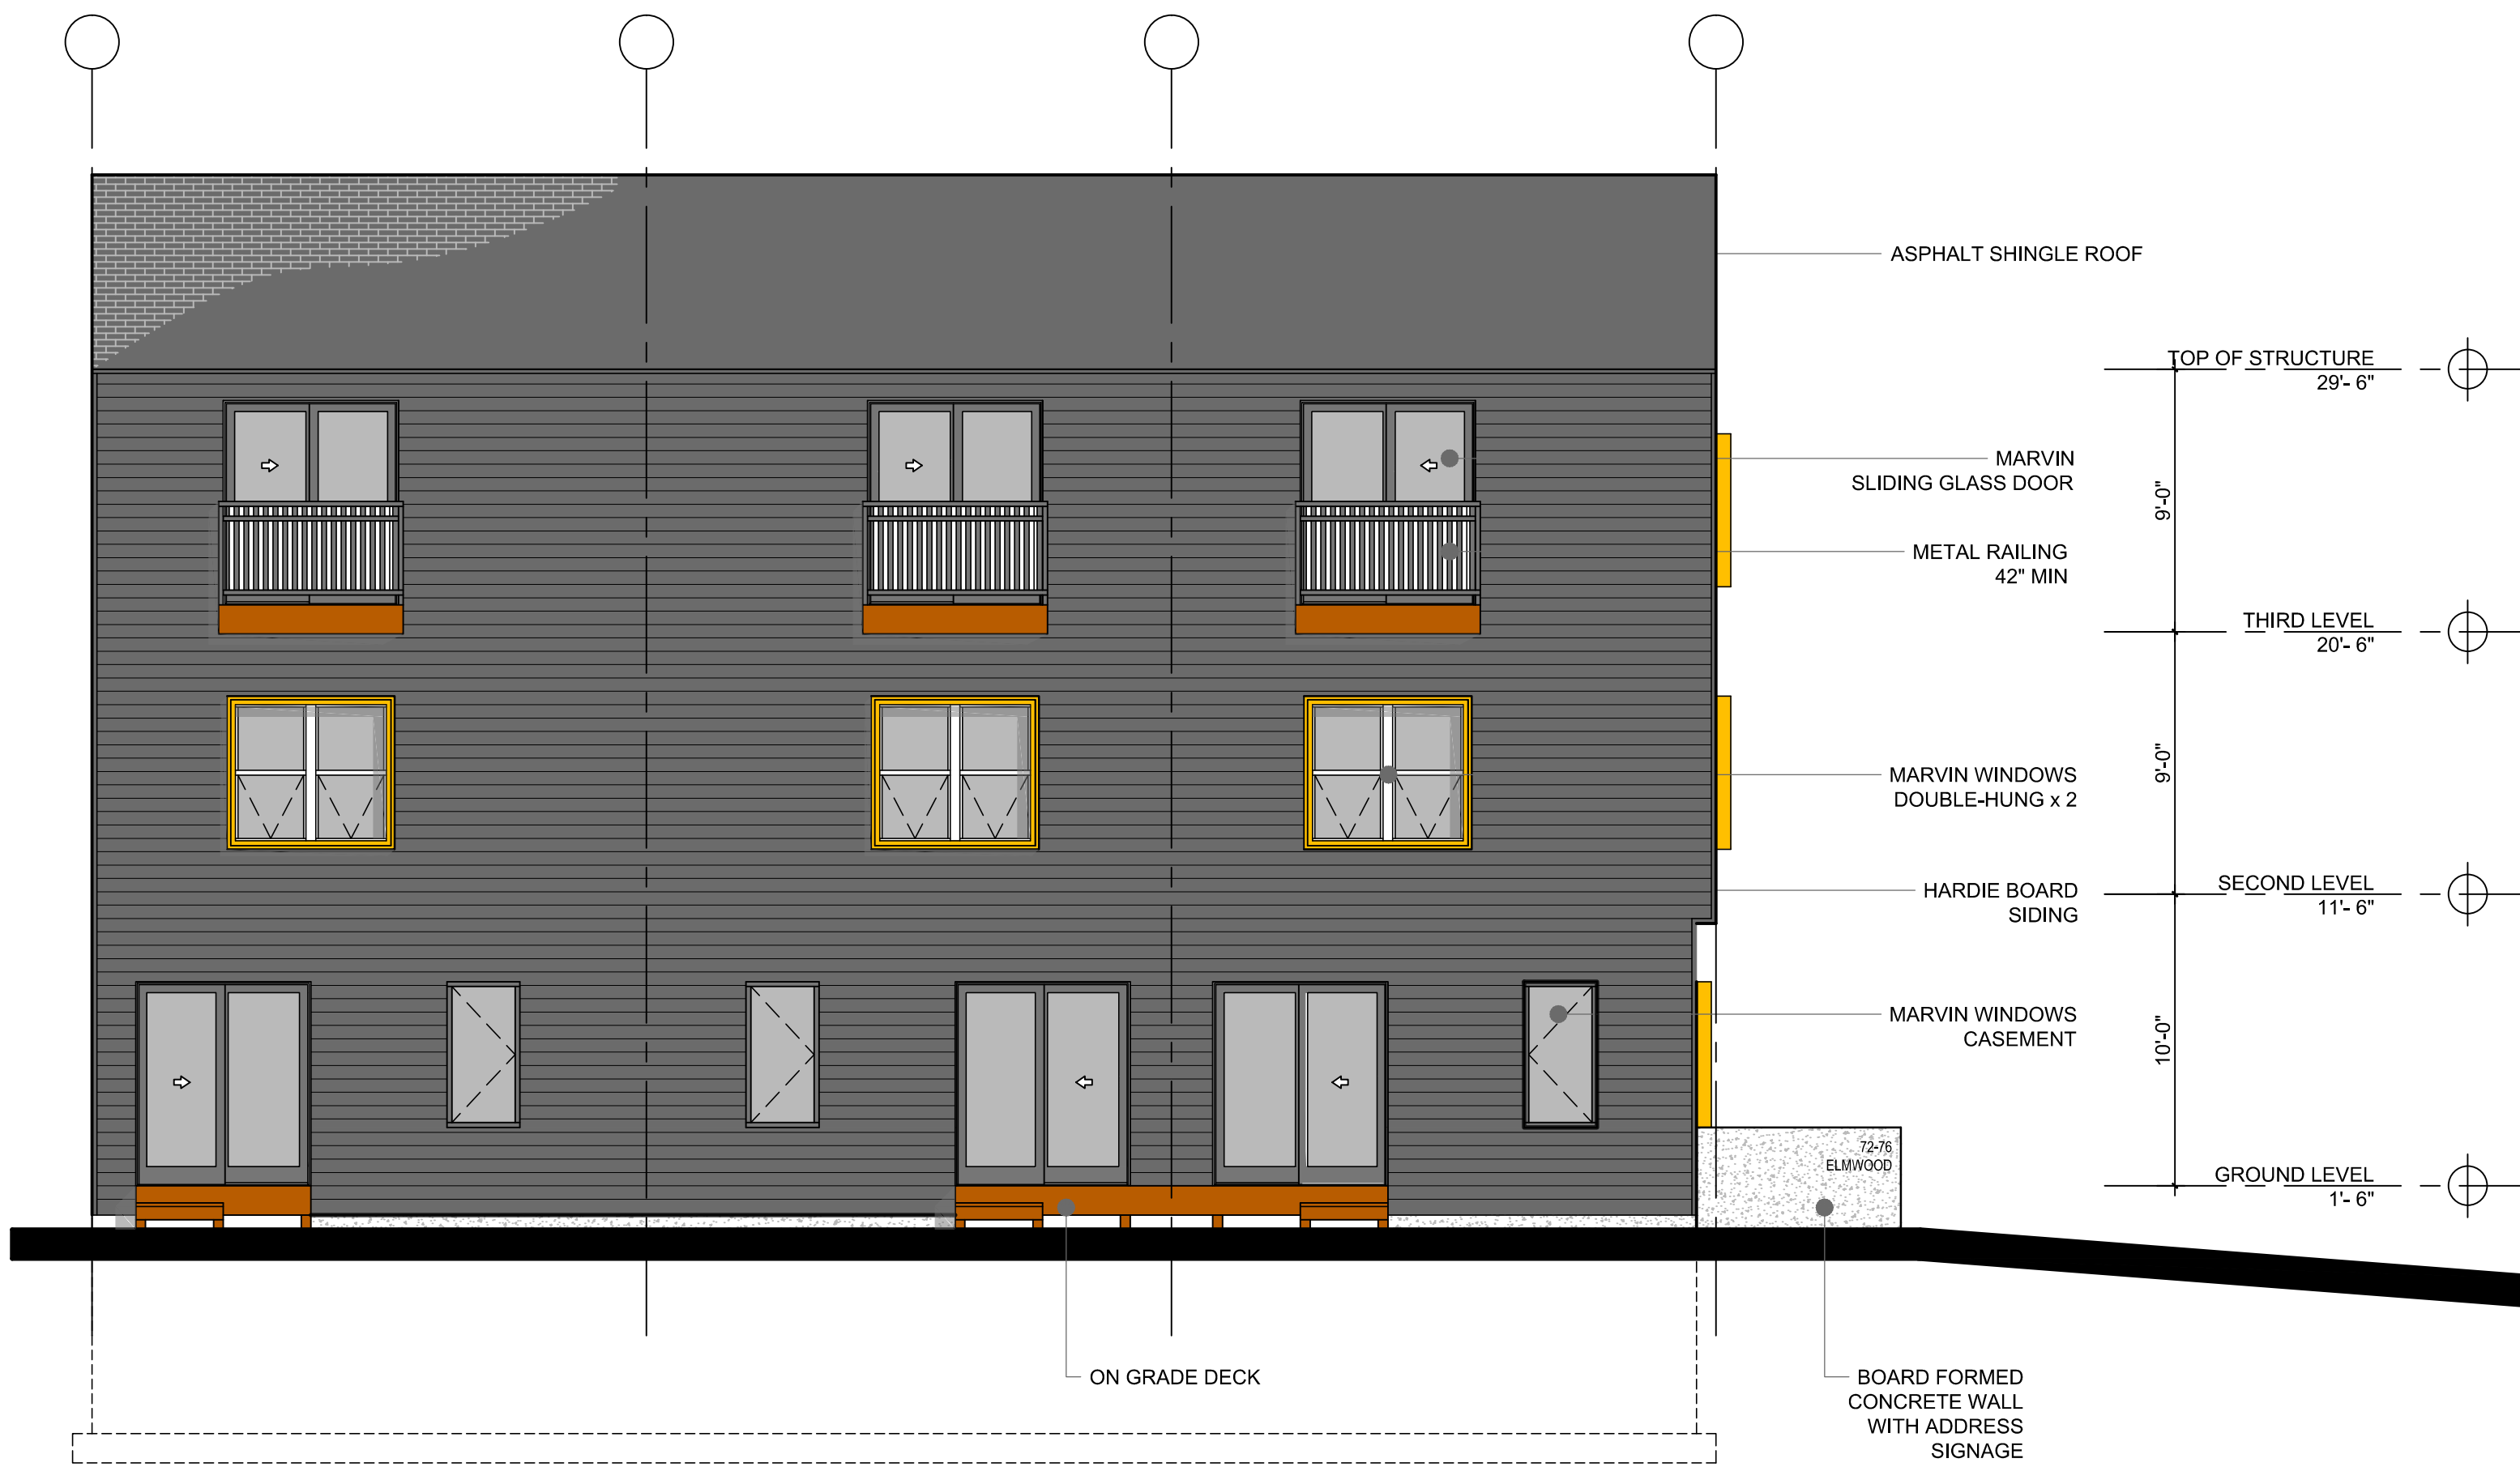 ASPHALT SHINGLE ROOF
TOP OF STRUCTURE
29'- 6"
MARVIN
SLIDING GLASS DOOR
9'-0"
METAL RAILING
42" MIN
THIRD LEVEL
20'- 6"
MARVIN WINDOWS
DOUBLE-HUNG x 2
9'-0"
HARDIE BOARD
SIDING
SECOND LEVEL
11'- 6"
MARVIN WINDOWS
CASEMENT
10'-0"
72-76
ELMWOOD
GROUND LEVEL
1'- 6"
ON GRADE DECK
BOARD FORMED
CONCRETE WALL
WITH ADDRESS
SIGNAGE